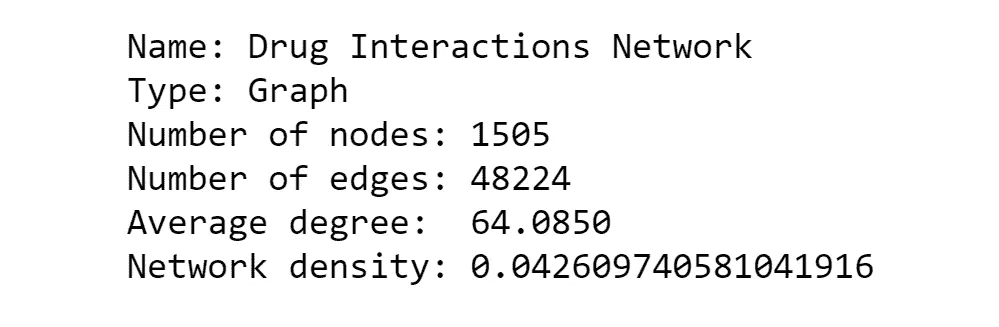 Name: Drug Interactions Network
Type: Graph
Number of nodes: 1505
Number of edges: 48224
Average degree:  64.0850
Network density: 0.042609740581041916